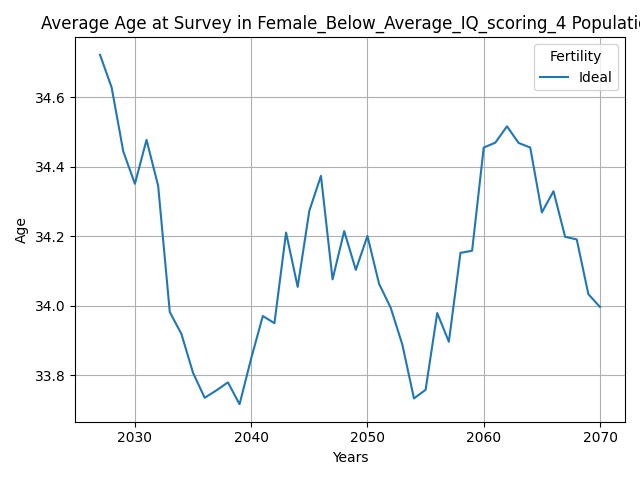 Average Age at Survey in Female_Below_Average_IQ_scoring_4 Populatio
Fertility
Ideal
34.6
34.4
34.2
34.0
33.8
Age
2030 2040 2050 2060 2070
Years